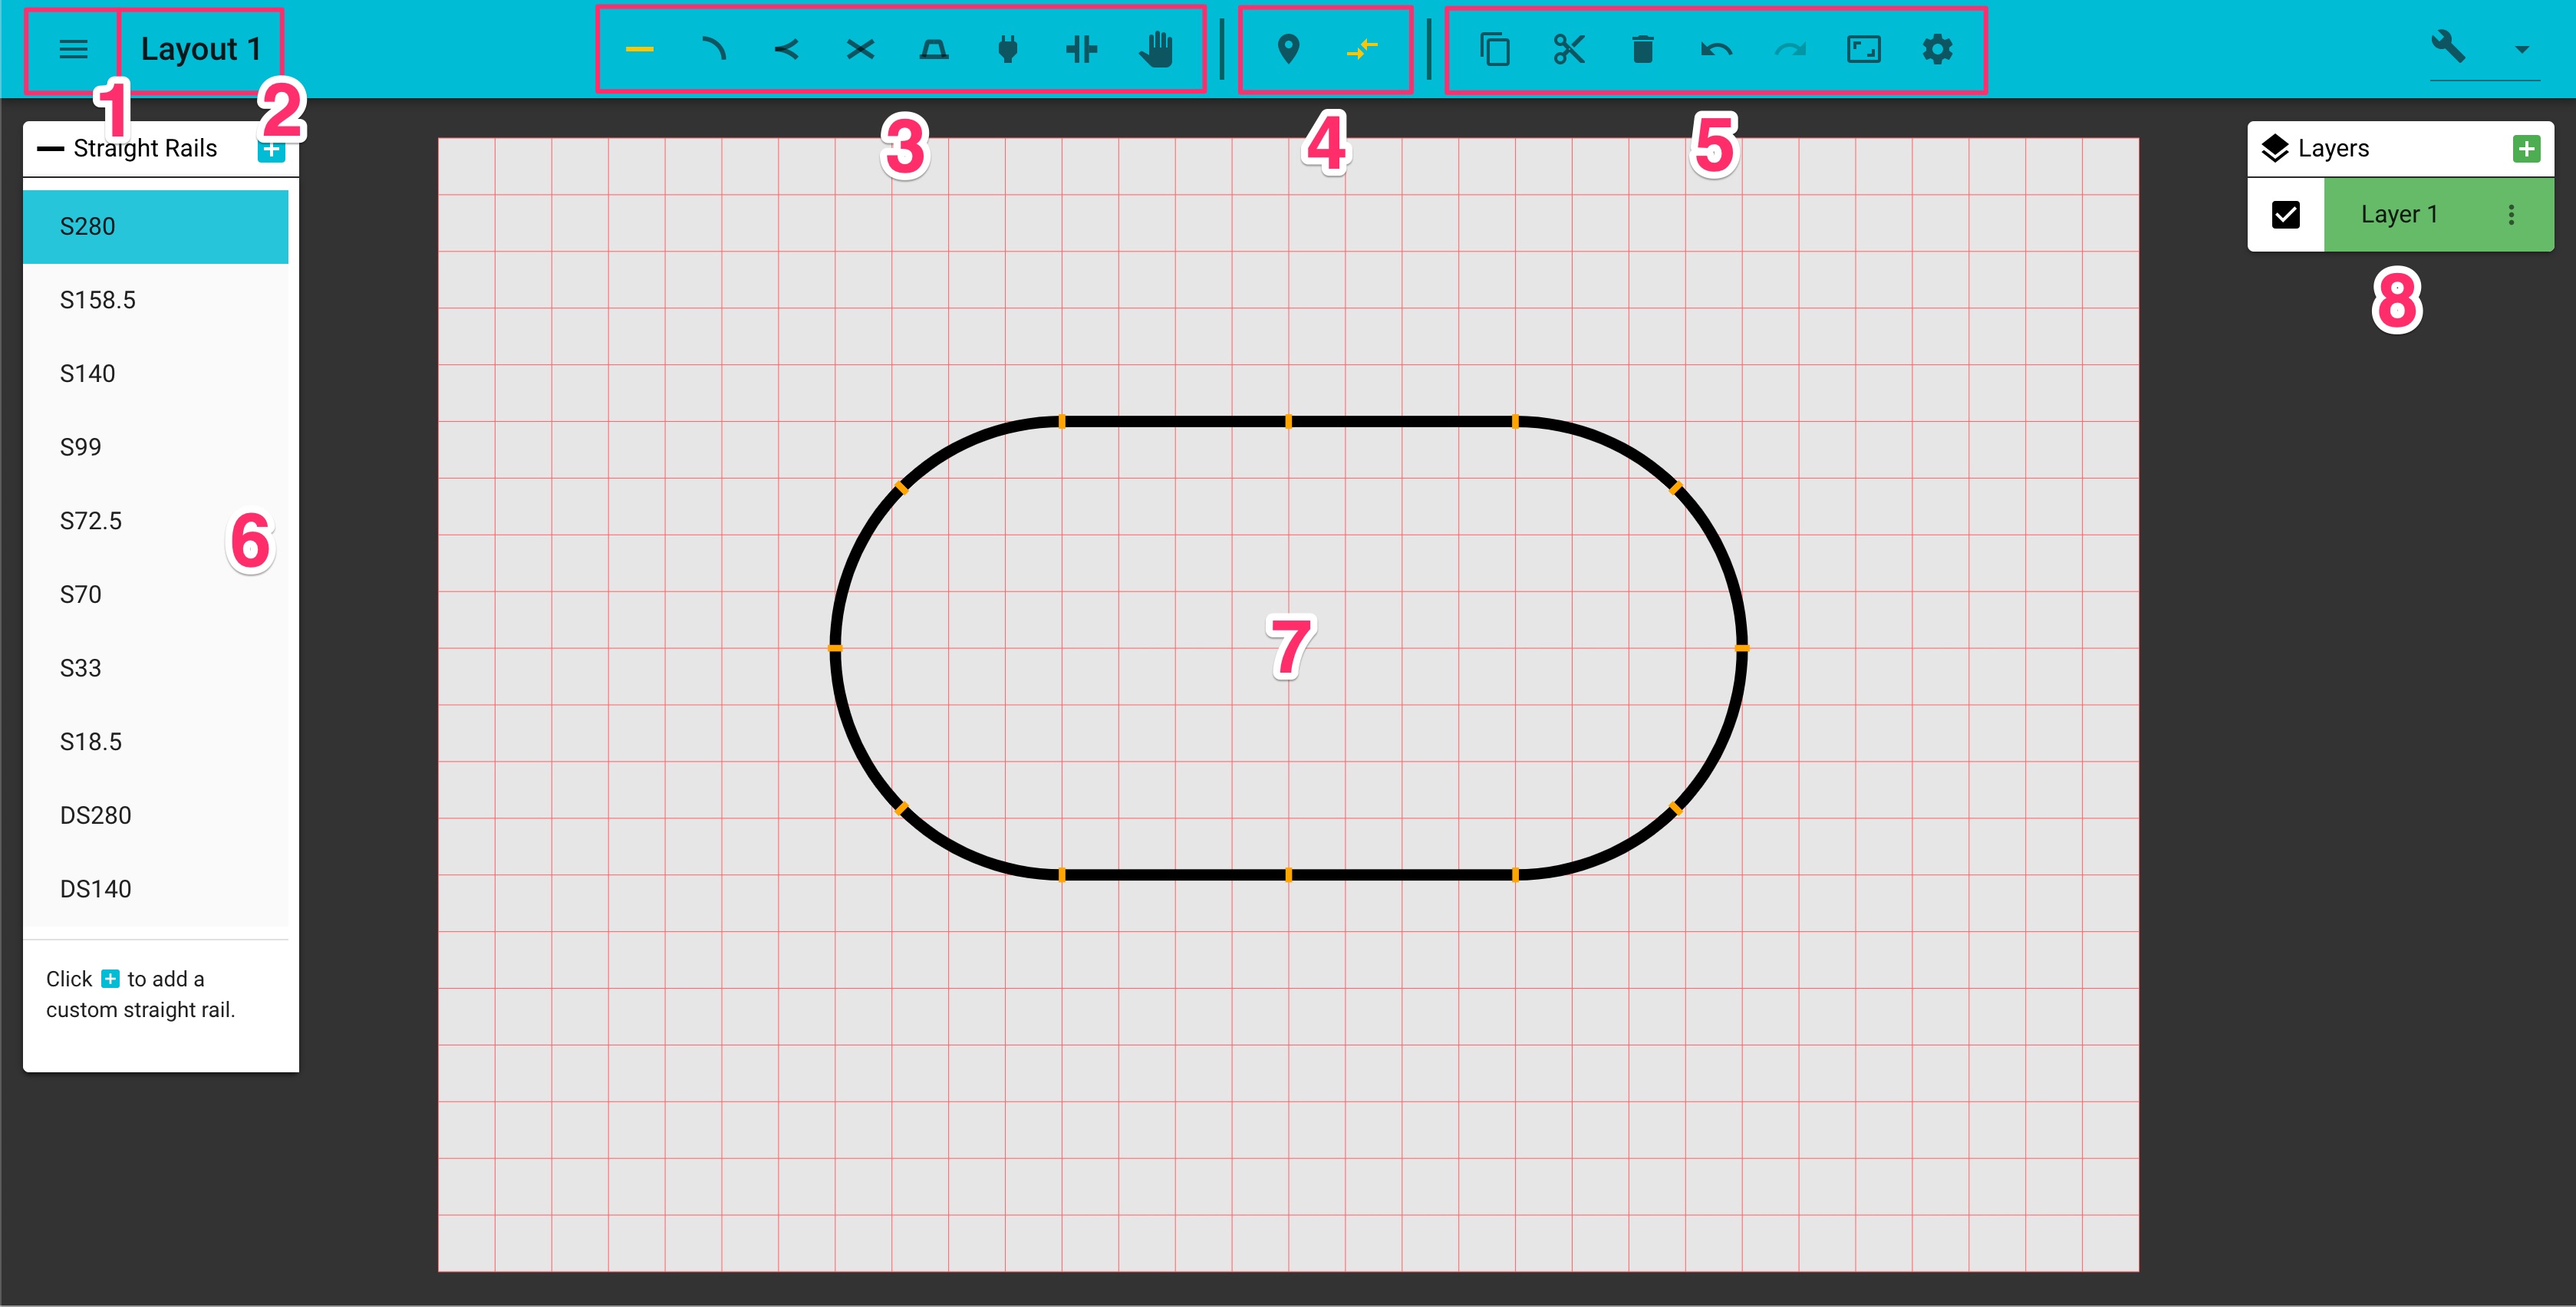 Layout 1
1
2
3
4
5
Straight Rails
Layers
S280
Layer 1
S158.5
8
S140
S99
S72.5
6
S70
7
S33
S18.5
DS280
DS140
Click + to add a
custom straight rail.